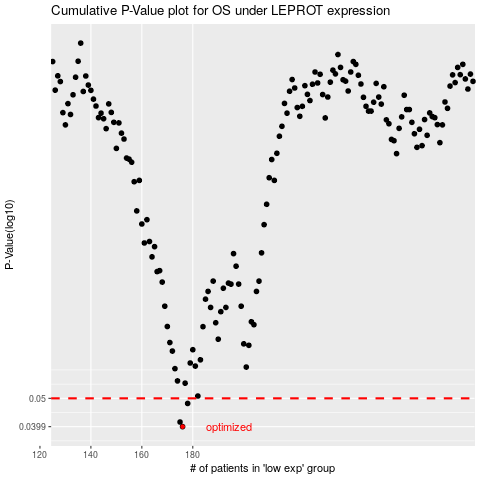 Cumulative P-Value plot for OS under LEPROT expression
P-Value(log10)
0.05
0.0399
optimized
120 140 160 180
# of patients in 'low exp' group